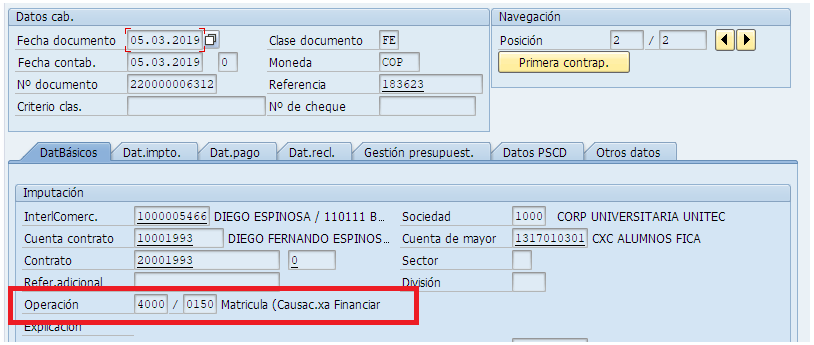 Datos cab.
Fecha documento 05.03.2019 Clase documento FE
Fecha contab. 05.03.2019 0 Moneda COP
Nº documento 220000006312 Referencia 183623
Criterio clas. Nº de cheque
Navegación
Posición 2 / 2
Primera contrap.
DatBásicos Dat.impto. Dat.pago Dat.recl. Gestión presupuest. Datos PSCD Otros datos
Imputación
InterlComerc. 1000005466 DIEGO ESPINOSA / 110111 B... Sociedad 1000 CORP UNIVERSITARIA UNITEC
Cuenta contrato 10001993 DIEGO FERNANDO ESPINOS... Cuenta de mayor 1317010301 CXC ALUMNOS FICA
Contrato 20001993 0 Sector
Refer.adicional División
Operación 4000 / 0150 Matricula (Causac.xa Financiar
Explicación